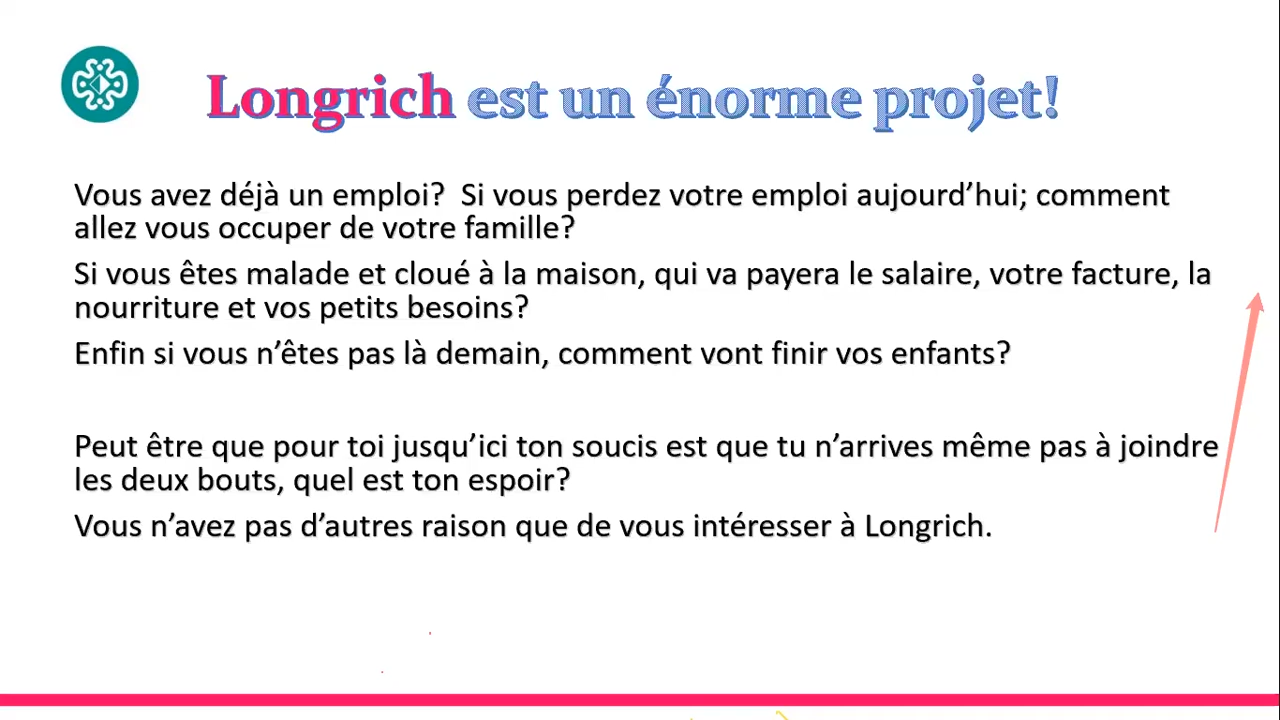 Longrich est un énorme projet!
Vous avez déjà un emploi?  Si vous perdez votre emploi aujourd’hui; comment
allez vous occuper de votre famille?
Si vous êtes malade et cloué à la maison, qui va payera le salaire, votre facture, la
nourriture et vos petits besoins?
Enfin si vous n’êtes pas là demain, comment vont finir vos enfants?
Peut être que pour toi jusqu’ici ton soucis est que tu n’arrives même pas à joindre
les deux bouts, quel est ton espoir?
Vous n’avez pas d’autres raison que de vous intéresser à Longrich.